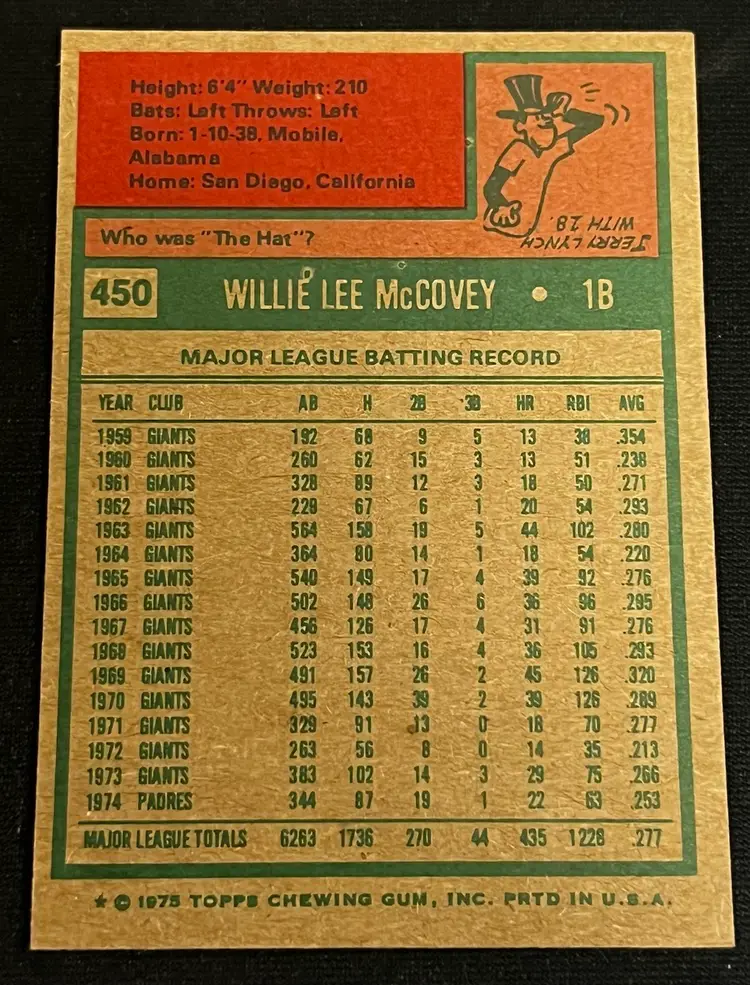 Height: 6'4" Weight: 210
Bats: Left Throws: Left
Born: 1-10-38, Mobile,
Alabama
Home: San Diego, California
JERRY LYNCH
WITH 18.
Who was "The Hat"?
450 WILLIE LEE McCOVEY • 1B
MAJOR LEAGUE BATTING RECORD
YEAR CLUB AB H 2B 3B HR RBI AVG
1959 GIANTS 192 68 9 5 13 38 .354
1960 GIANTS 260 62 15 3 13 51 .238
1961 GIANTS 328 89 12 3 18 50 .271
1962 GIANTS 229 67 6 1 20 54 .293
1963 GIANTS 564 158 19 5 44 102 .280
1964 GIANTS 364 80 14 1 18 54 .220
1965 GIANTS 540 149 17 4 39 92 .276
1966 GIANTS 502 148 26 6 36 96 .295
1967 GIANTS 456 126 17 4 31 91 .276
1968 GIANTS 523 153 16 4 36 105 .293
1969 GIANTS 491 157 26 2 45 126 .320
1970 GIANTS 495 143 39 2 39 126 .289
1971 GIANTS 329 91 13 0 18 70 .277
1972 GIANTS 263 56 8 0 14 35 .213
1973 GIANTS 383 102 14 3 29 75 .266
1974 PADRES 344 87 19 1 22 63 .253
MAJOR LEAGUE TOTALS 6263 1736 270 44 435 1228 .277
★ © 1975 TOPPS CHEWING GUM, INC. PRTD IN U.S.A.